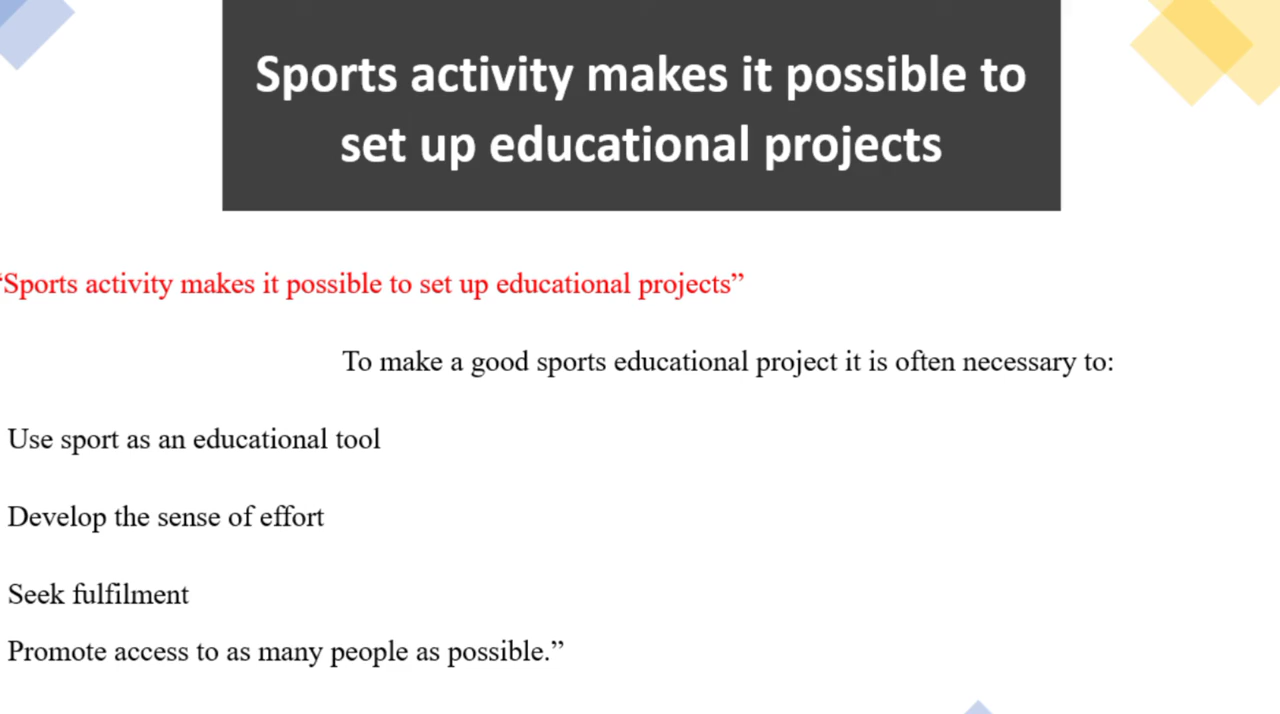 Sports activity makes it possible to
set up educational projects
“Sports activity makes it possible to set up educational projects”
To make a good sports educational project it is often necessary to:
Use sport as an educational tool
Develop the sense of effort
Seek fulfilment
Promote access to as many people as possible.”